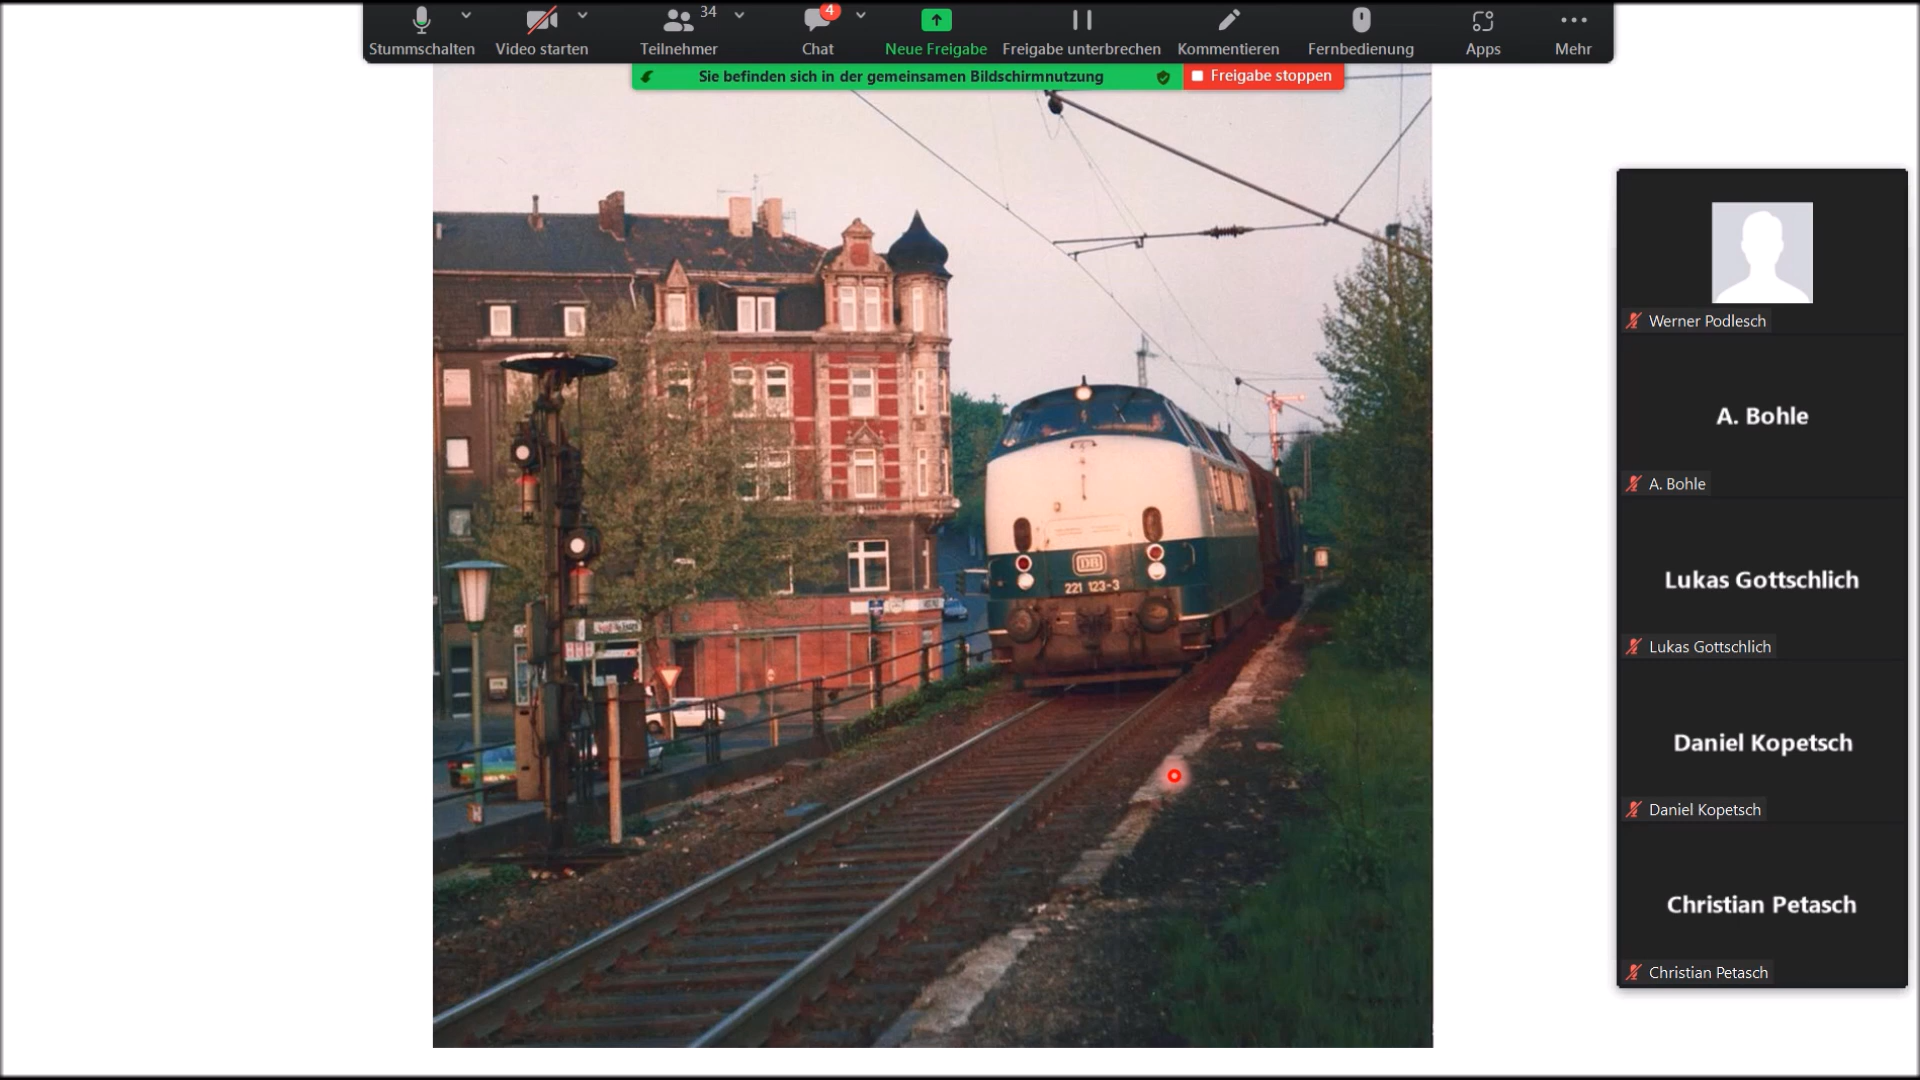 34
4
Stummschalten
Video starten
Teilnehmer
Chat
Neue Freigabe
Freigabe unterbrechen
Kommentieren
Fernbedienung
Apps
Mehr
Sie befinden sich in der gemeinsamen Bildschirmnutzung
Freigabe stoppen
DB
221 123-3
Werner Podlesch
A. Bohle
A. Bohle
Lukas Gottschlich
Lukas Gottschlich
Daniel Kopetsch
Daniel Kopetsch
Christian Petasch
Christian Petasch